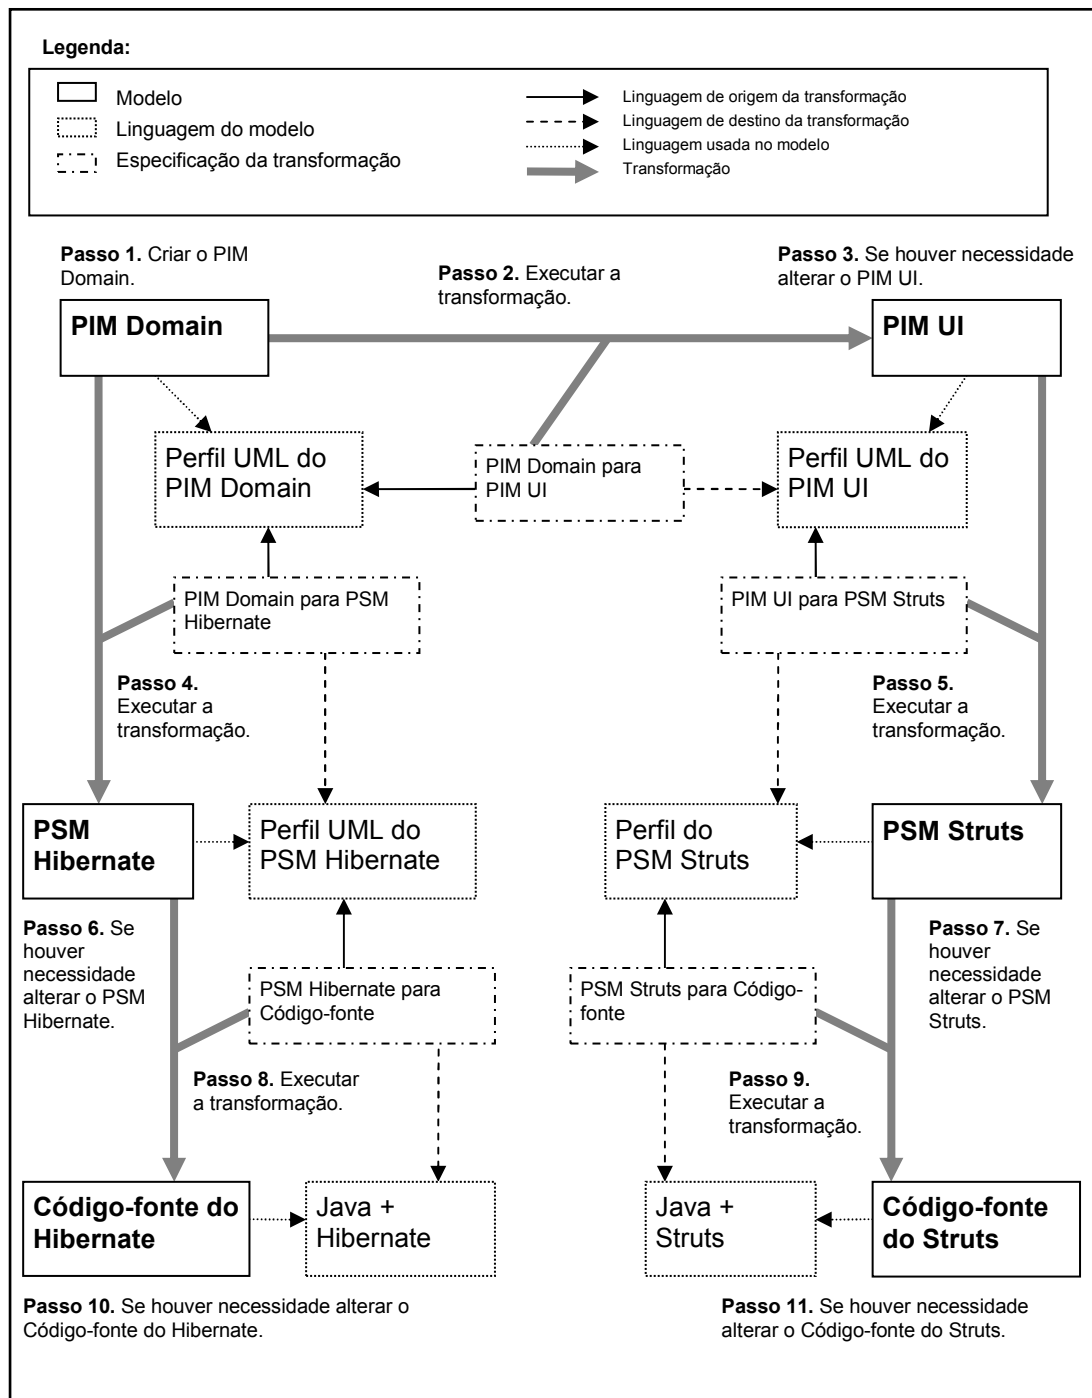 Legenda:
Modelo
Linguagem do modelo
Especificação da transformação
Linguagem de origem da transformação
Linguagem de destino da transformação
Linguagem usada no modelo
Transformação
Passo 1. Criar o PIM
Domain.
Passo 2. Executar a
transformação.
Passo 3. Se houver necessidade
alterar o PIM UI.
PIM Domain
PIM UI
Perfil UML do
PIM Domain
PIM Domain para
PIM UI
Perfil UML do
PIM UI
PIM Domain para PSM
Hibernate
PIM UI para PSM Struts
Passo 4.
Executar a
transformação.
Passo 5.
Executar a
transformação.
PSM
Hibernate
Perfil UML do
PSM Hibernate
Perfil do
PSM Struts
PSM Struts
Passo 6. Se
houver
necessidade
alterar o PSM
Hibernate.
PSM Hibernate para
Código-fonte
PSM Struts para Código-
fonte
Passo 7. Se
houver
necessidade
alterar o PSM
Struts.
Passo 8. Executar
a transformação.
Passo 9.
Executar a
transformação.
Código-fonte do
Hibernate
Java +
Hibernate
Java +
Struts
Código-fonte
do Struts
Passo 10. Se houver necessidade alterar o
Código-fonte do Hibernate.
Passo 11. Se houver necessidade
alterar o Código-fonte do Struts.